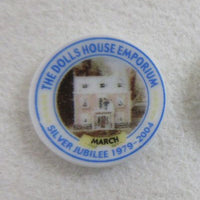 THE DOLLS HOUSE EMPORIUM
MARCH
SILVER JUBILEE 1979-2004